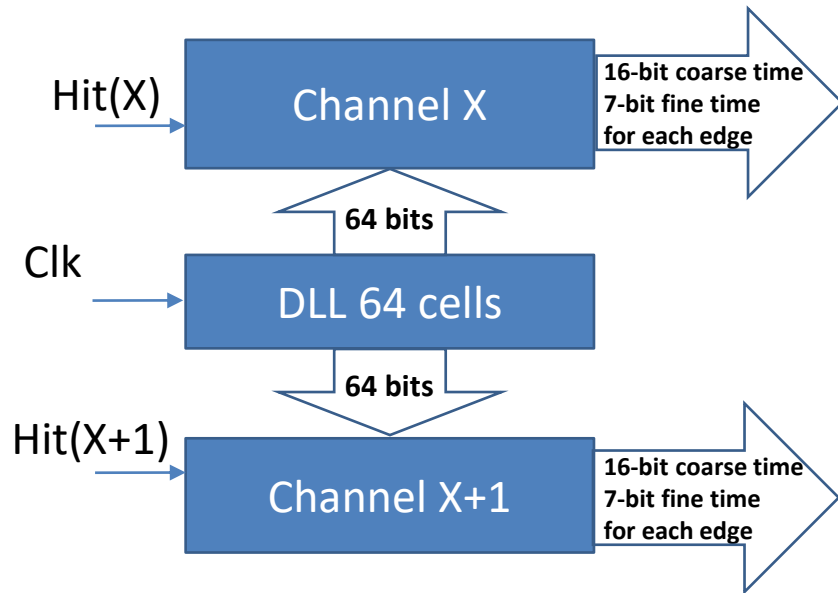 Hit(X)
Channel X
16-bit coarse time
7-bit fine time
for each edge
64 bits
Clk
DLL 64 cells
64 bits
Hit(X+1)
Channel X+1
16-bit coarse time
7-bit fine time
for each edge